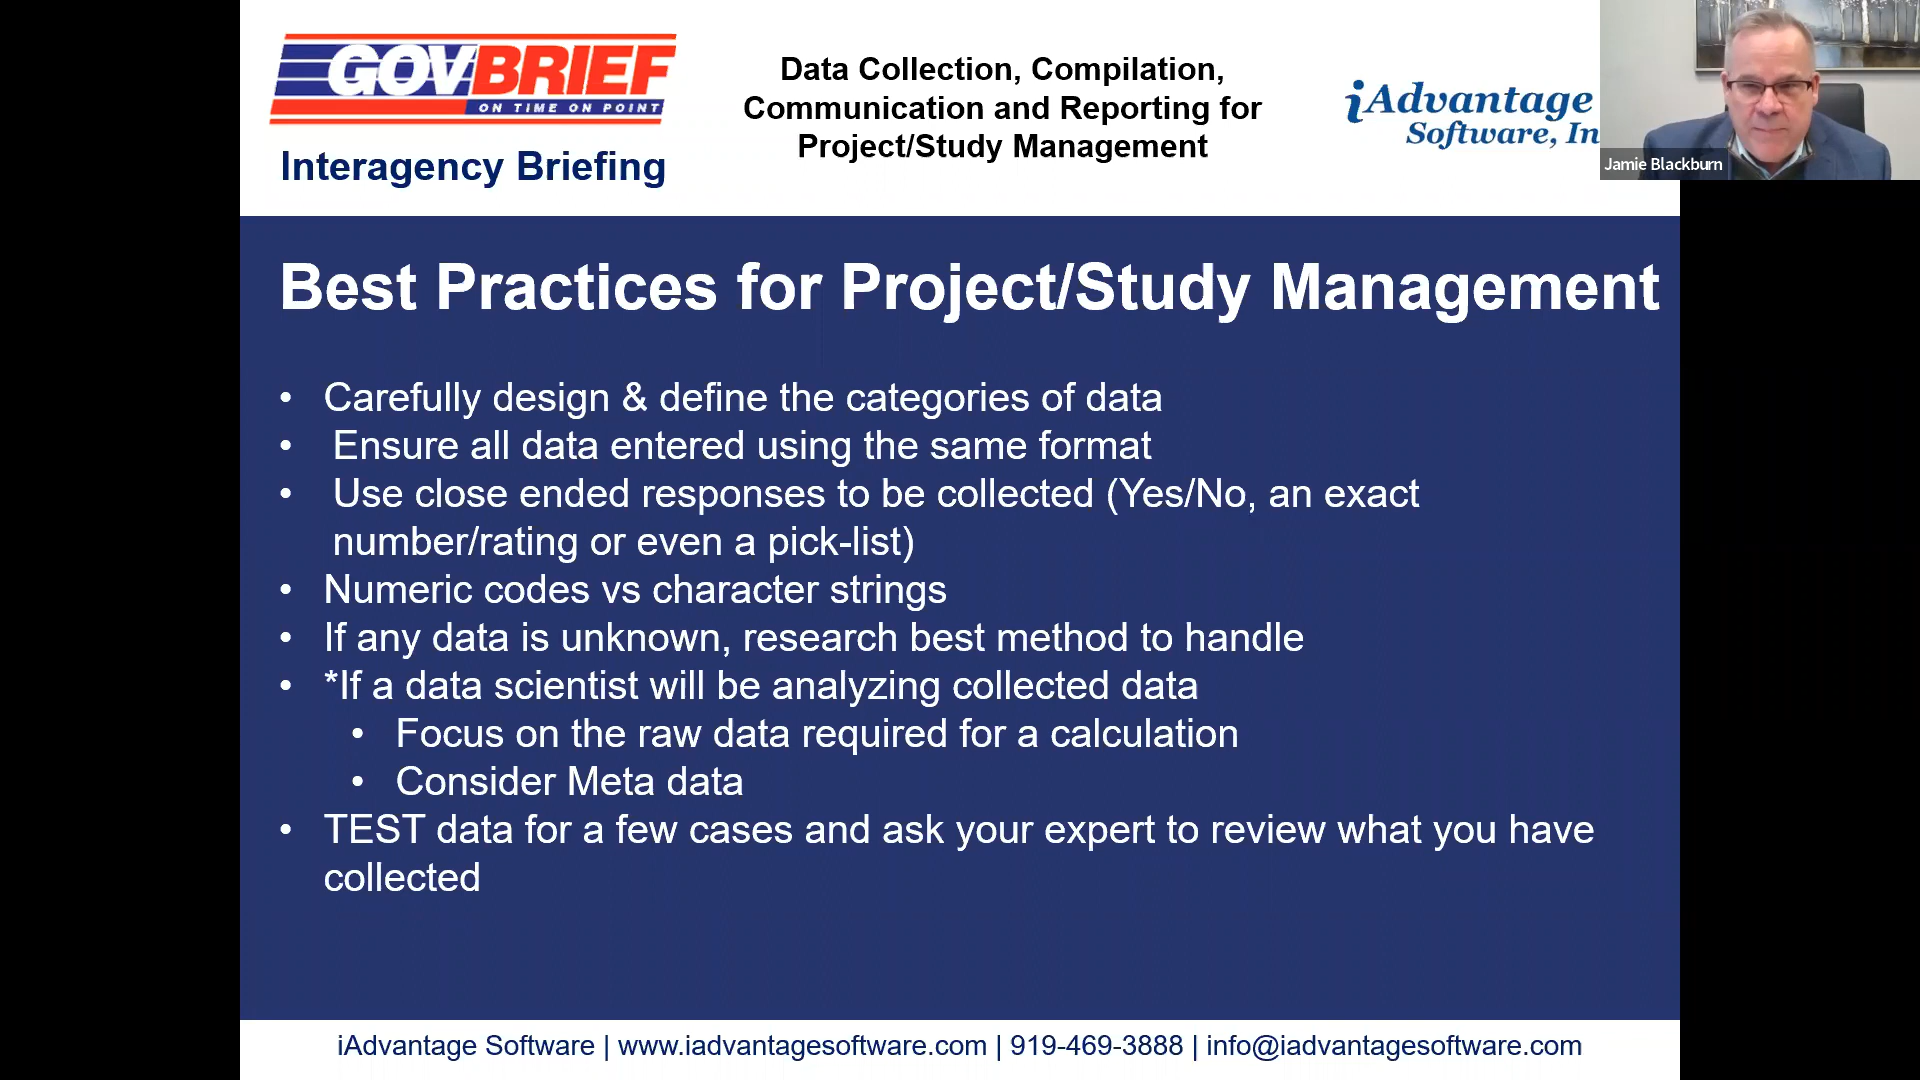 GOVBRIEF
ON TIME ON POINT
Interagency Briefing
Data Collection, Compilation,
Communication and Reporting for
Project/Study Management
iAdvantage
Software, In
Jamie Blackburn
Best Practices for Project/Study Management
• Carefully design & define the categories of data
• Ensure all data entered using the same format
• Use close ended responses to be collected (Yes/No, an exact
number/rating or even a pick-list)
• Numeric codes vs character strings
• If any data is unknown, research best method to handle
• *If a data scientist will be analyzing collected data
• Focus on the raw data required for a calculation
• Consider Meta data
• TEST data for a few cases and ask your expert to review what you have
collected
iAdvantage Software | www.iadvantagesoftware.com | 919-469-3888 | info@iadvantagesoftware.com